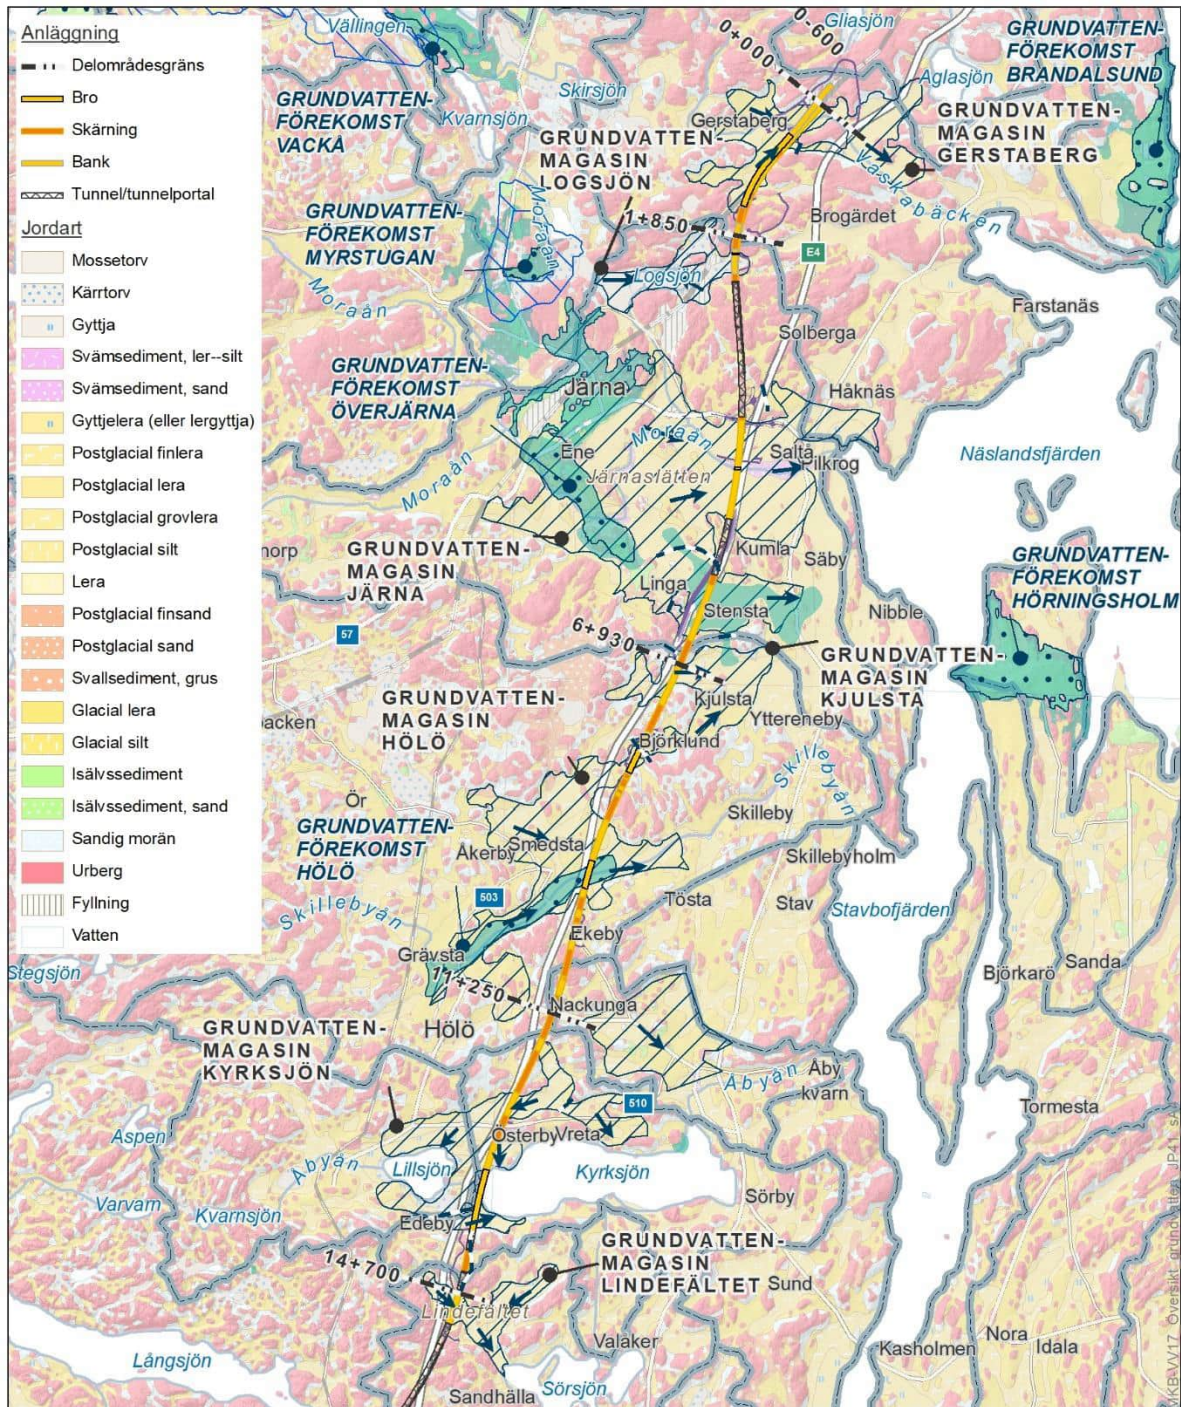 Anläggning
Delområdesgräns
Bro
Skärning
Bank
Tunnel/tunnelportal
Jordart
Mossetorv
Kärrtorv
Gyttja
Svämsediment, ler--silt
Svämsediment, sand
Gyttjelera (eller lergyttja)
Postglacial finlera
Postglacial lera
Postglacial grovlera
Postglacial silt
Lera
Postglacial finsand
Postglacial sand
Svallsediment, grus
Glacial lera
Glacial silt
Isälvssediment
Isälvssediment, sand
Sandig morän
Urberg
Fyllning
Vatten
Vällingen
0-600
Gliasjön
0+000
GRUNDVATTEN-
FÖREKOMST
BRANDALSUND
Skirsjön
Aglasjön
GRUNDVATTEN-
FÖREKOMST
VACKÅ
Kvarnsjön
Gerstaberg
GRUNDVATTEN-
MAGASIN
GERSTABERG
GRUNDVATTEN-
MAGASIN
LOGSJÖN
Vaskabäcken
Moraån
GRUNDVATTEN-
FÖREKOMST
MYRSTUGAN
1+850
Brogärdet
E4
Logsjön
Moraån
Farstanäs
Solberga
GRUNDVATTEN-
FÖREKOMST
ÖVERJÄRNA
Järna
Håknäs
Moraån
Ene
Saltå
Pilkrog
Näslandsfjärden
Moraån
Järnaslätten
norp
GRUNDVATTEN-
MAGASIN
JÄRNA
Kumla
Säby
GRUNDVATTEN-
FÖREKOMST
HÖRNINGSHOLM
Linga
Stensta
Nibble
57
6+930
GRUNDVATTEN-
MAGASIN
KJULSTA
GRUNDVATTEN-
MAGASIN
HÖLÖ
Kjulsta
Yttereneby
backen
Björklund
Skillebyån
Ör
Skilleby
GRUNDVATTEN-
FÖREKOMST
HÖLÖ
Åkerby
Smedsta
Skillebyholm
503
Tösta
Stav
Stavbofjärden
Skillebyån
Ekeby
Grävsta
Stegsjön
Björkarö
Sanda
11+250
Nackunga
Hölö
GRUNDVATTEN-
MAGASIN
KYRKSJÖN
Åbyån
Åby
kvarn
510
Tormesta
Aspen
Österby
Vreta
Åbyån
Lillsjön
Kyrksjön
Sörby
Varvarn
Kvarnsjön
Edeby
GRUNDVATTEN-
MAGASIN
LINDEFÄLTET
14+700
Sund
Lindefältet
Valaker
Kasholmen
Nora
Idala
Långsjön
Sandhälla
Sörsjön